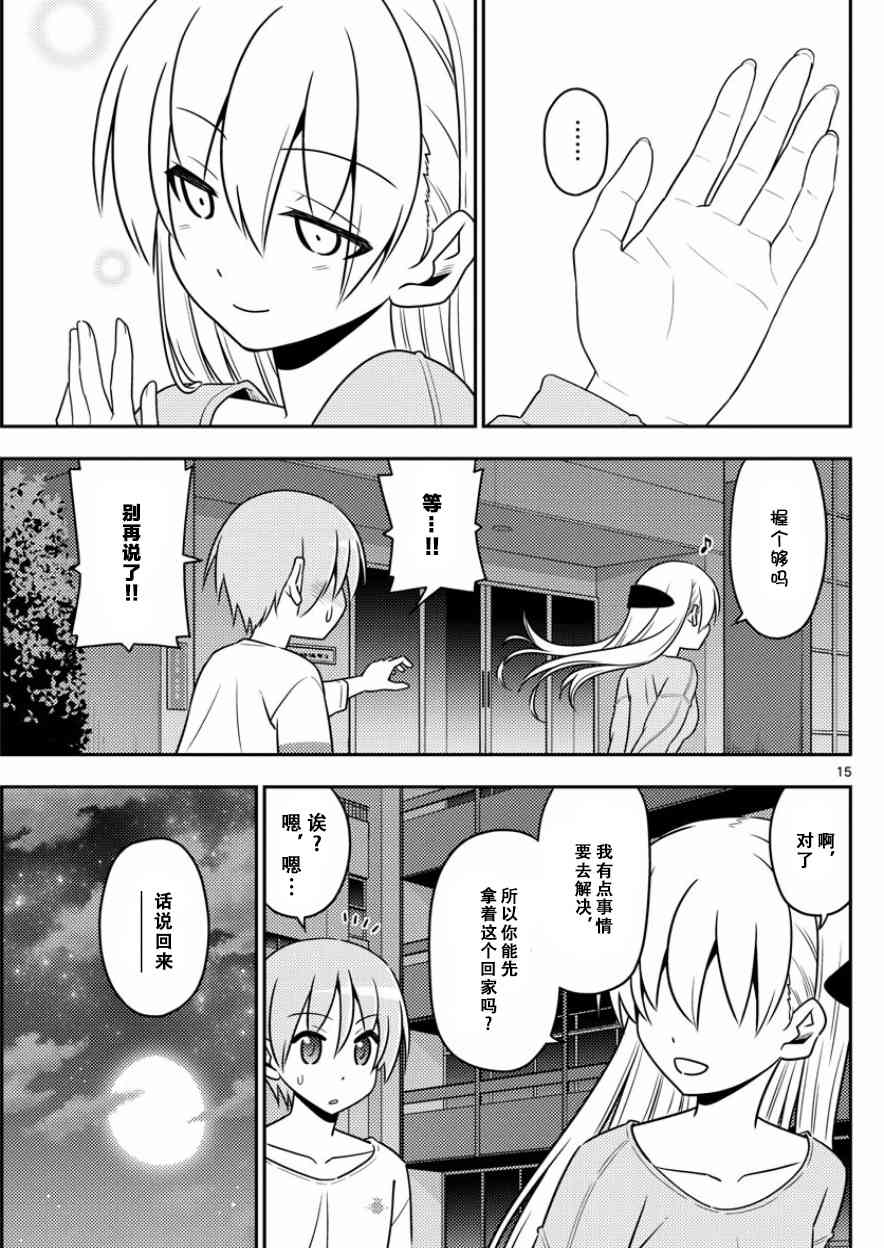 ……
握个够吗
等…!!
别再说了!!
15
啊，
对了
我有点事情
要去解决，
所以你能先
拿着这个回家吗？
诶？
嗯，嗯…
——话说回来